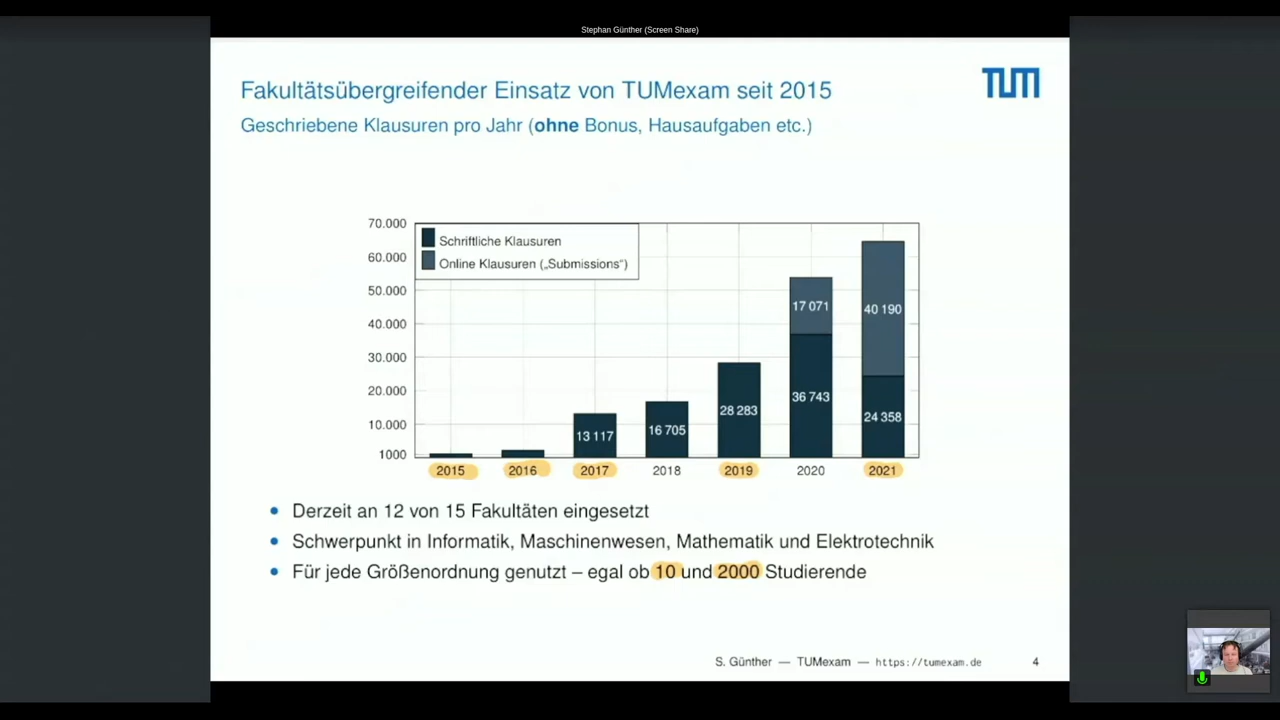 Stephan Günther (Screen Share)
Fakultätsübergreifender Einsatz von TUMexam seit 2015
TUM
Geschriebene Klausuren pro Jahr (ohne Bonus, Hausaufgaben etc.)
70.000
60.000
50.000
40.000
30.000
20.000
10.000
1000
Schriftliche Klausuren
Online Klausuren („Submissions“)
13 117
16 705
28 283
17 071
36 743
40 190
24 358
2015 2016 2017 2018 2019 2020 2021
• Derzeit an 12 von 15 Fakultäten eingesetzt
• Schwerpunkt in Informatik, Maschinenwesen, Mathematik und Elektrotechnik
• Für jede Größenordnung genutzt – egal ob 10 und 2000 Studierende
S. Günther — TUMexam — https://tumexam.de 4